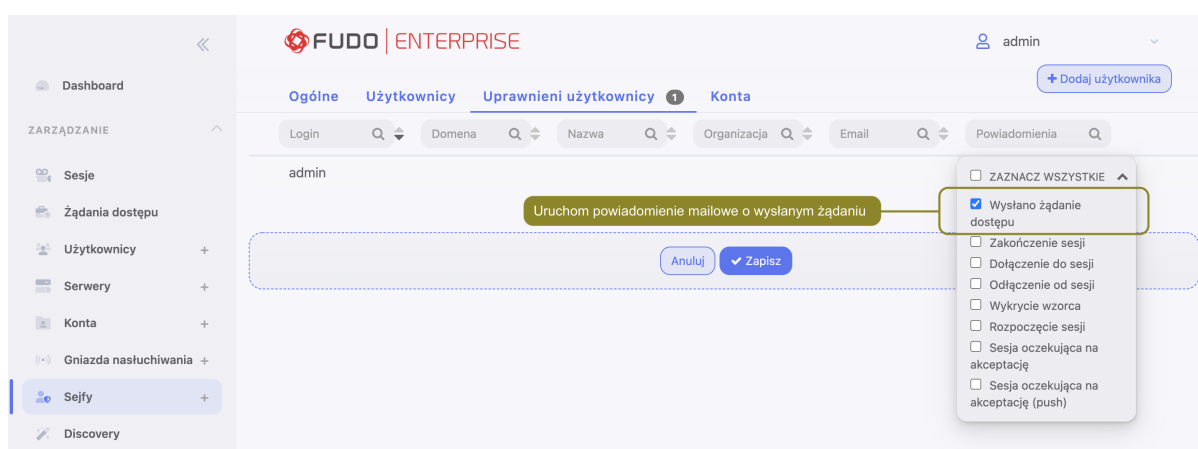 FUDO ENTERPRISE
admin
Dashboard
+ Dodaj użytkownika
Ogólne Użytkownicy Uprawnieni użytkownicy 1 Konta
ZARZĄDZANIE
Login Domena Nazwa Organizacja Email Powiadomienia
admin
Sesje
ZAZNACZ WSZYSTKIE
Wysłano żądanie
dostępu
Uruchom powiadomienie mailowe o wysłanym żądaniu
Żądania dostępu
Użytkownicy +
Zakończenie sesji
Anuluj Zapisz
Dołączenie do sesji
Serwery +
Odłączenie od sesji
Wykrycie wzorca
Konta +
Rozpoczęcie sesji
Sesja oczekująca na
akceptację
Gniazda nasłuchiwania +
Sesja oczekująca na
akceptację (push)
Sejfy +
Discovery